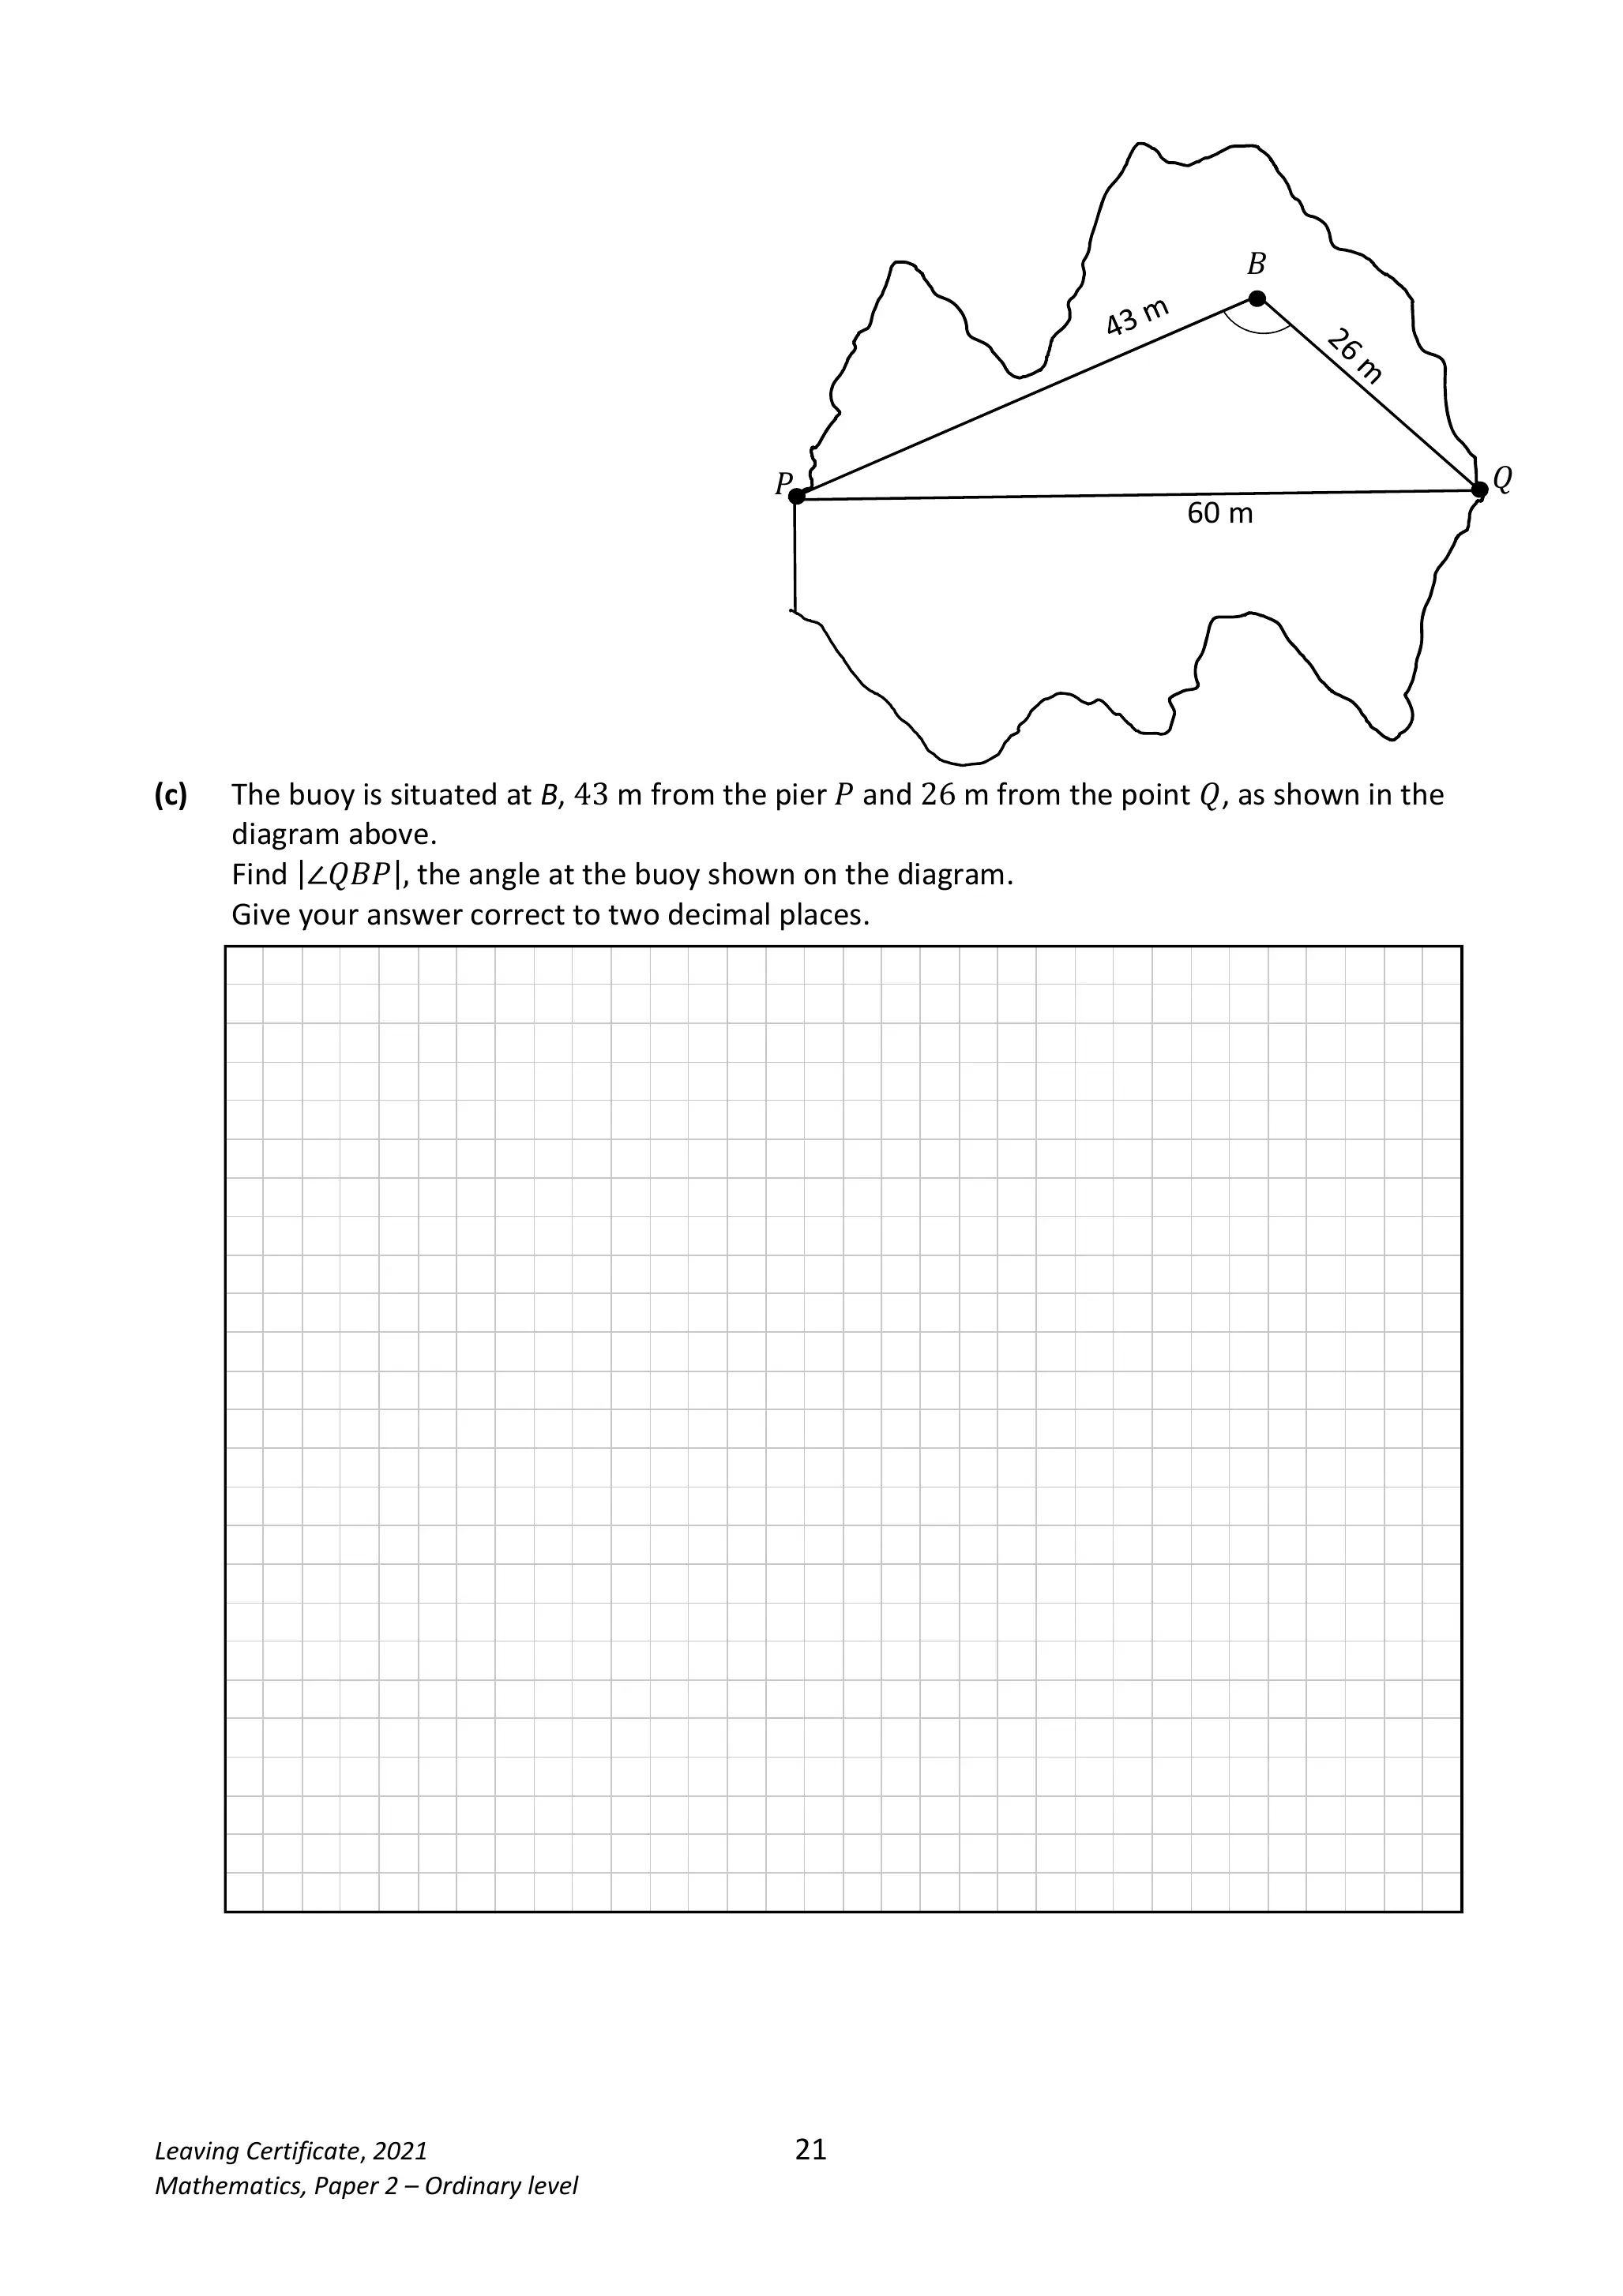 B
43 m
26 m
P
Q
60 m
(c) The buoy is situated at B, 43 m from the pier P and 26 m from the point Q, as shown in the
diagram above.
Find |∠QBP|, the angle at the buoy shown on the diagram.
Give your answer correct to two decimal places.
Leaving Certificate, 2021
21
Mathematics, Paper 2 – Ordinary level